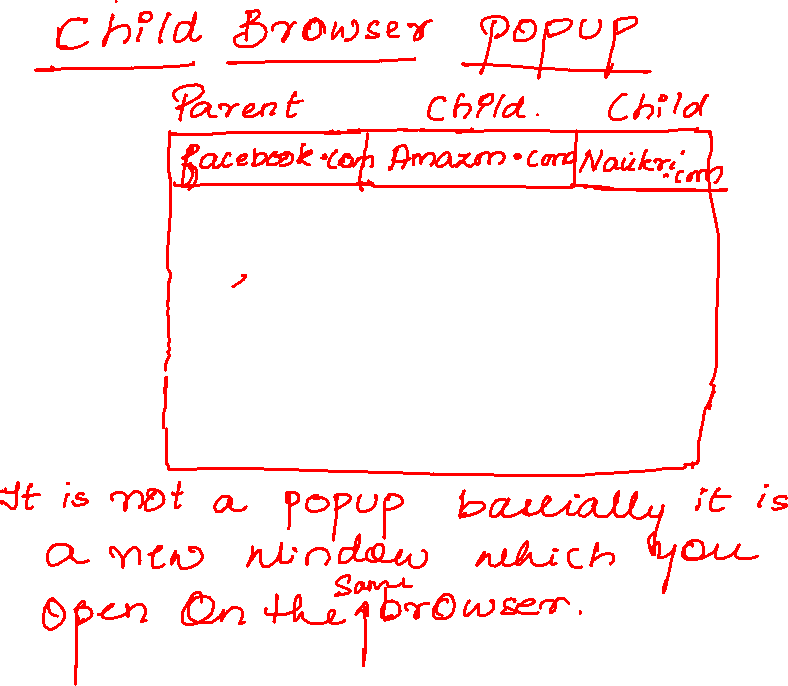 Child Browser POPUP
Parent Child. Child
facebook.com Amazon.com Naukri.com
It is not a popup basically it is
a new window which you
open on the same browser.